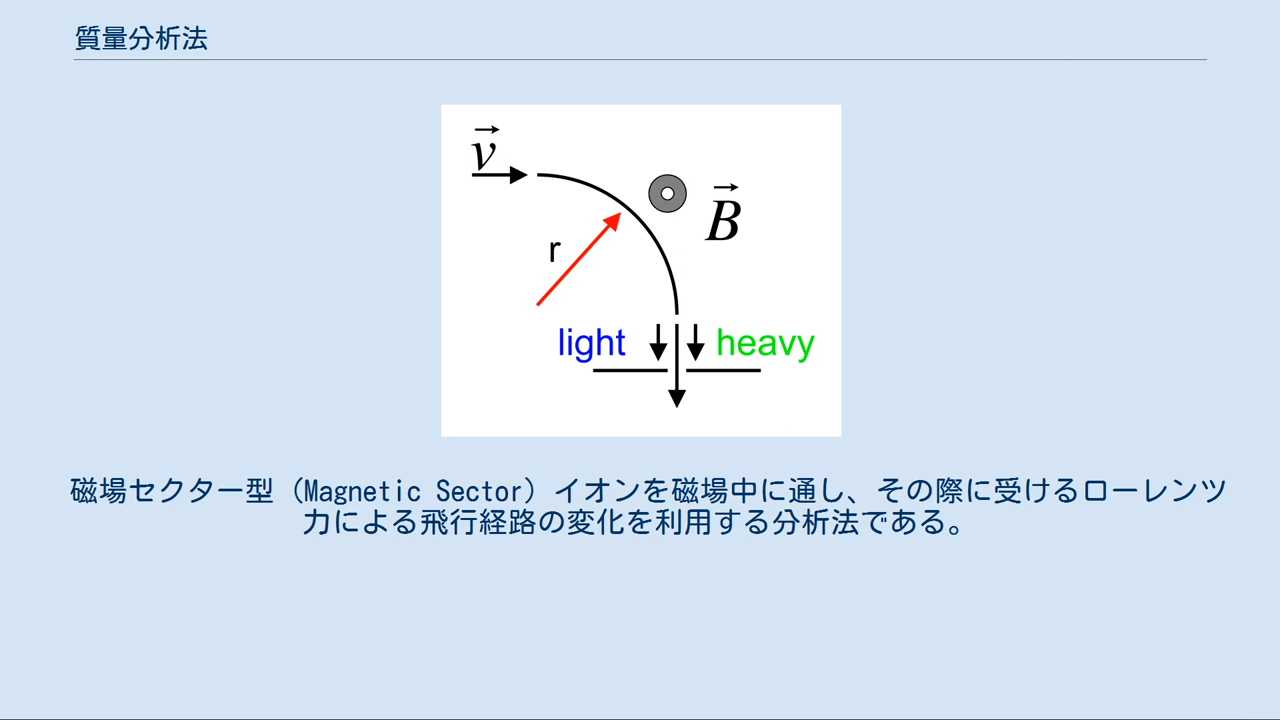 質量分析法
v
B
r
light
heavy
磁場セクター型（Magnetic Sector）イオンを磁場中に通し、その際に受けるローレンツ
力による飛行経路の変化を利用する分析法である。